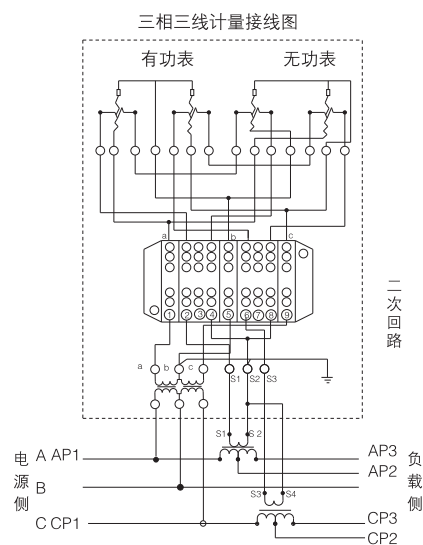 三相三线计量接线图
有功表 无功表
a b c
1 2 3 4 5 6 7 8 9
二次回路
a b c
S1 S2 S3
S1 S2
电源侧
A AP1 AP3
AP2
B
负载侧
S3 S4
C CP1 CP3
CP2